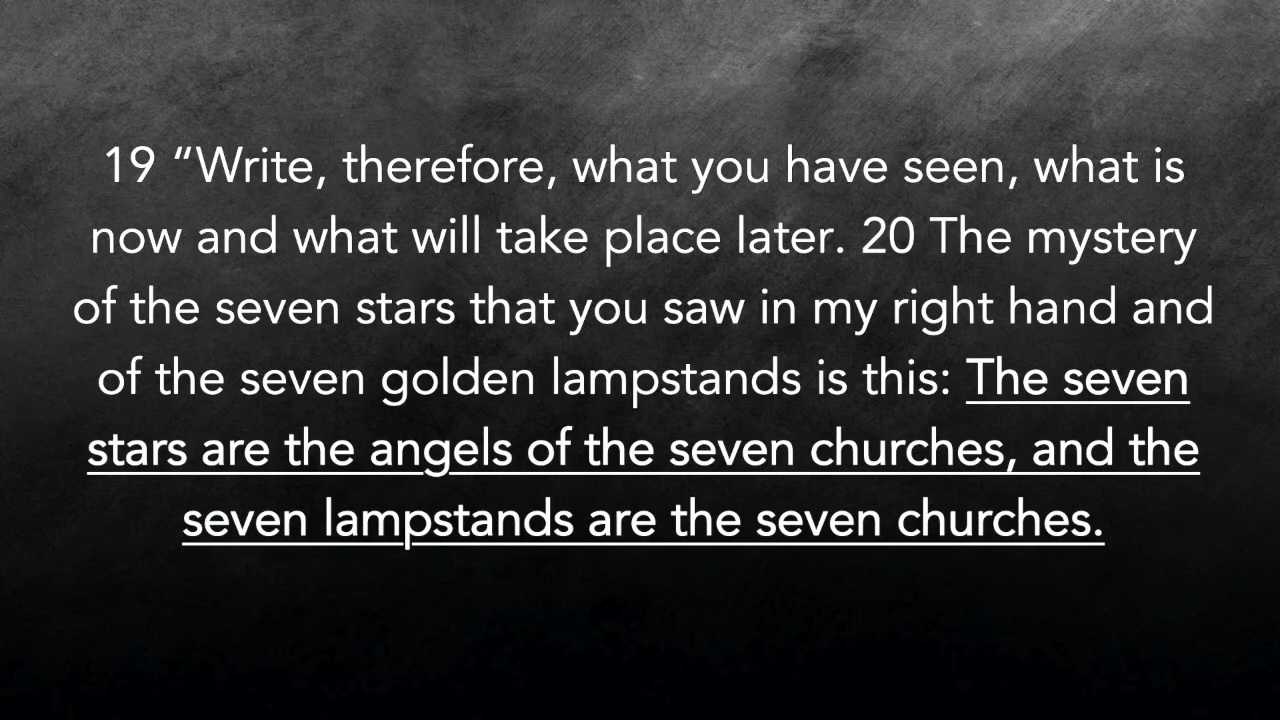 19 “Write, therefore, what you have seen, what is
now and what will take place later. 20 The mystery
of the seven stars that you saw in my right hand and
of the seven golden lampstands is this: The seven
stars are the angels of the seven churches, and the
seven lampstands are the seven churches.